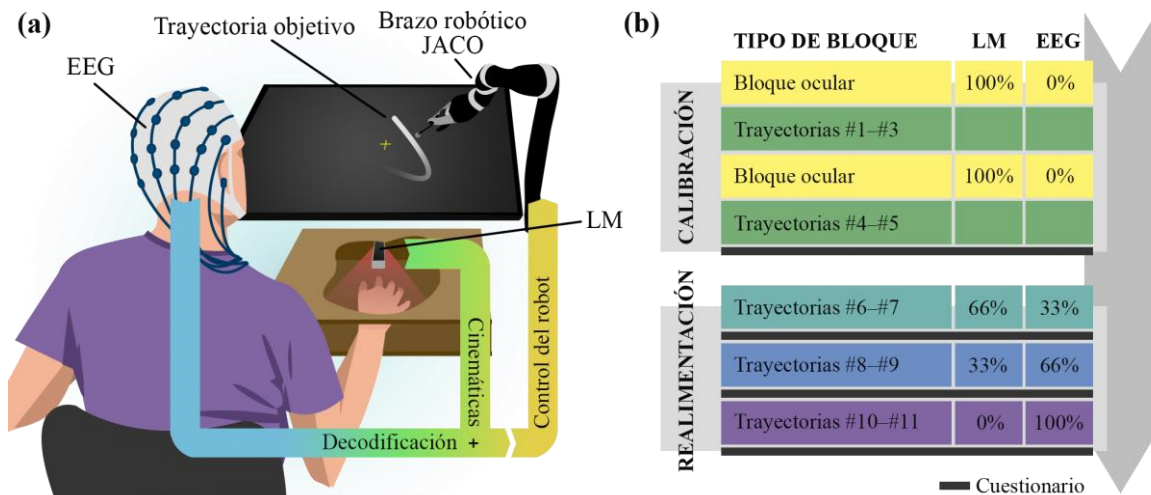 (a)
Trayectoria objetivo
Brazo robótico
JACO
EEG
LM
Cinemáticas
Control del robot
Decodificación +
(b)
TIPO DE BLOQUE LM EEG
CALIBRACIÓN
Bloque ocular 100% 0%
Trayectorias #1–#3
Bloque ocular 100% 0%
Trayectorias #4–#5
REALIMENTACIÓN
Trayectorias #6–#7 66% 33%
Trayectorias #8–#9 33% 66%
Trayectorias #10–#11 0% 100%
Cuestionario